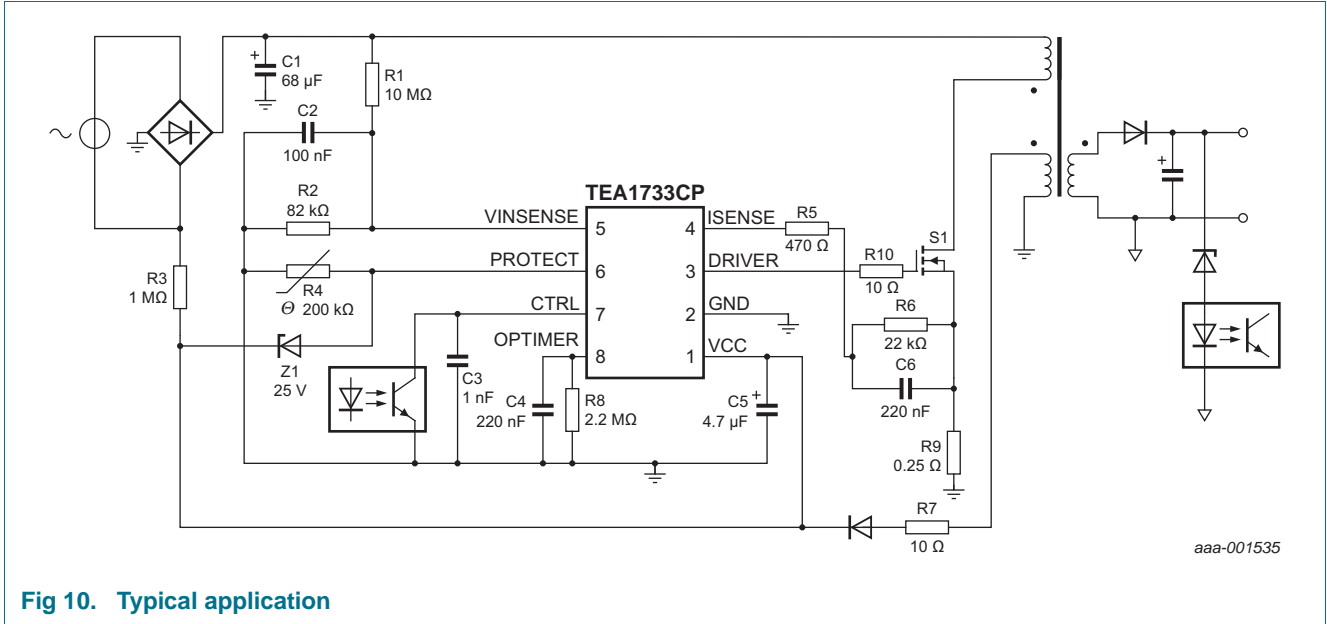 C1
68 μF
R1
10 MΩ
C2
100 nF
R2
82 kΩ
TEA1733CP
VINSENSE
5
4
ISENSE
R5
470 Ω
S1
PROTECT
6
3
DRIVER
R10
10 Ω
R3
1 MΩ
Θ
R4
200 kΩ
CTRL
7
2
GND
R6
22 kΩ
OPTIMER
8
1
VCC
Z1
25 V
C3
1 nF
C4
220 nF
R8
2.2 MΩ
C5
4.7 μF
C6
220 nF
R9
0.25 Ω
R7
10 Ω
aaa-001535
Fig 10. Typical application